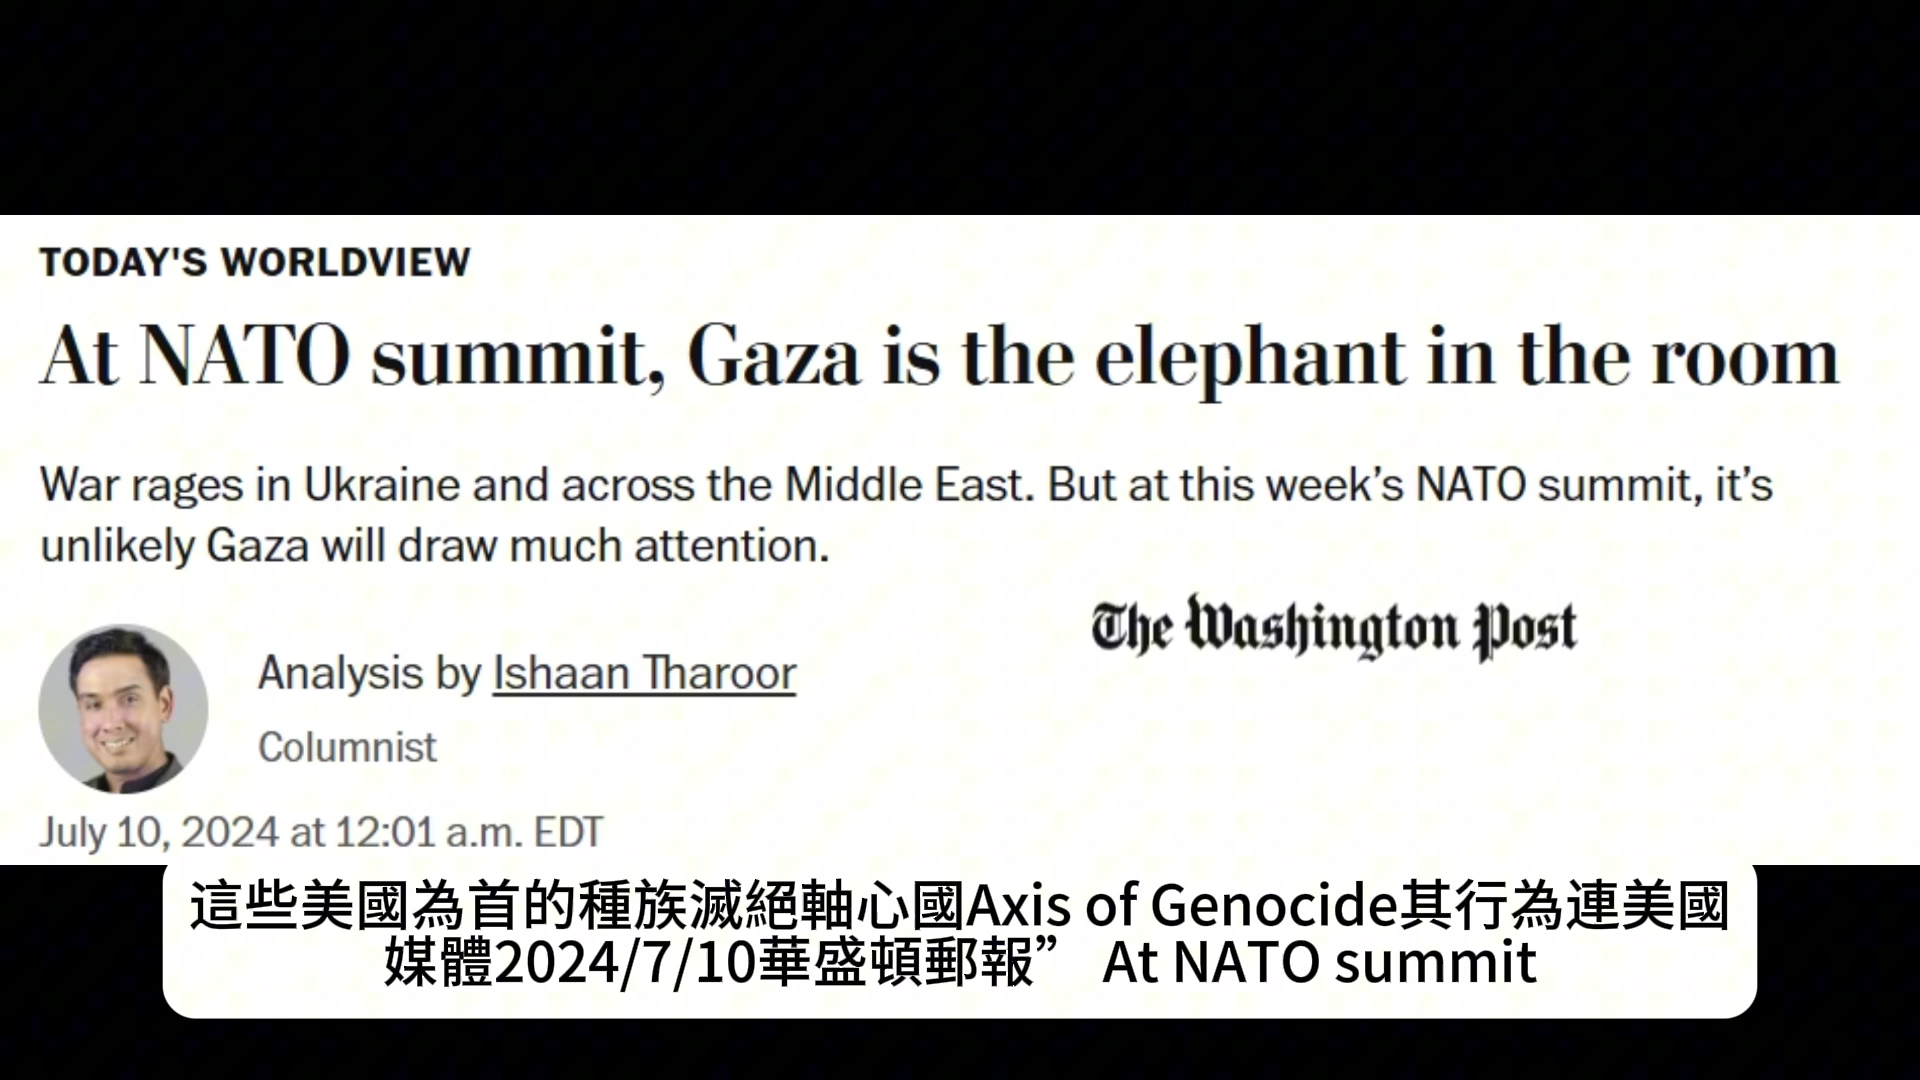 TODAY'S WORLDVIEW
At NATO summit, Gaza is the elephant in the room
War rages in Ukraine and across the Middle East. But at this week’s NATO summit, it’s
unlikely Gaza will draw much attention.
The Washington Post
Analysis by Ishaan Tharoor
Columnist
July 10, 2024 at 12:01 a.m. EDT
這些美國為首的種族滅絕軸心國Axis of Genocide其行為連美國
媒體2024/7/10華盛頓郵報” At NATO summit